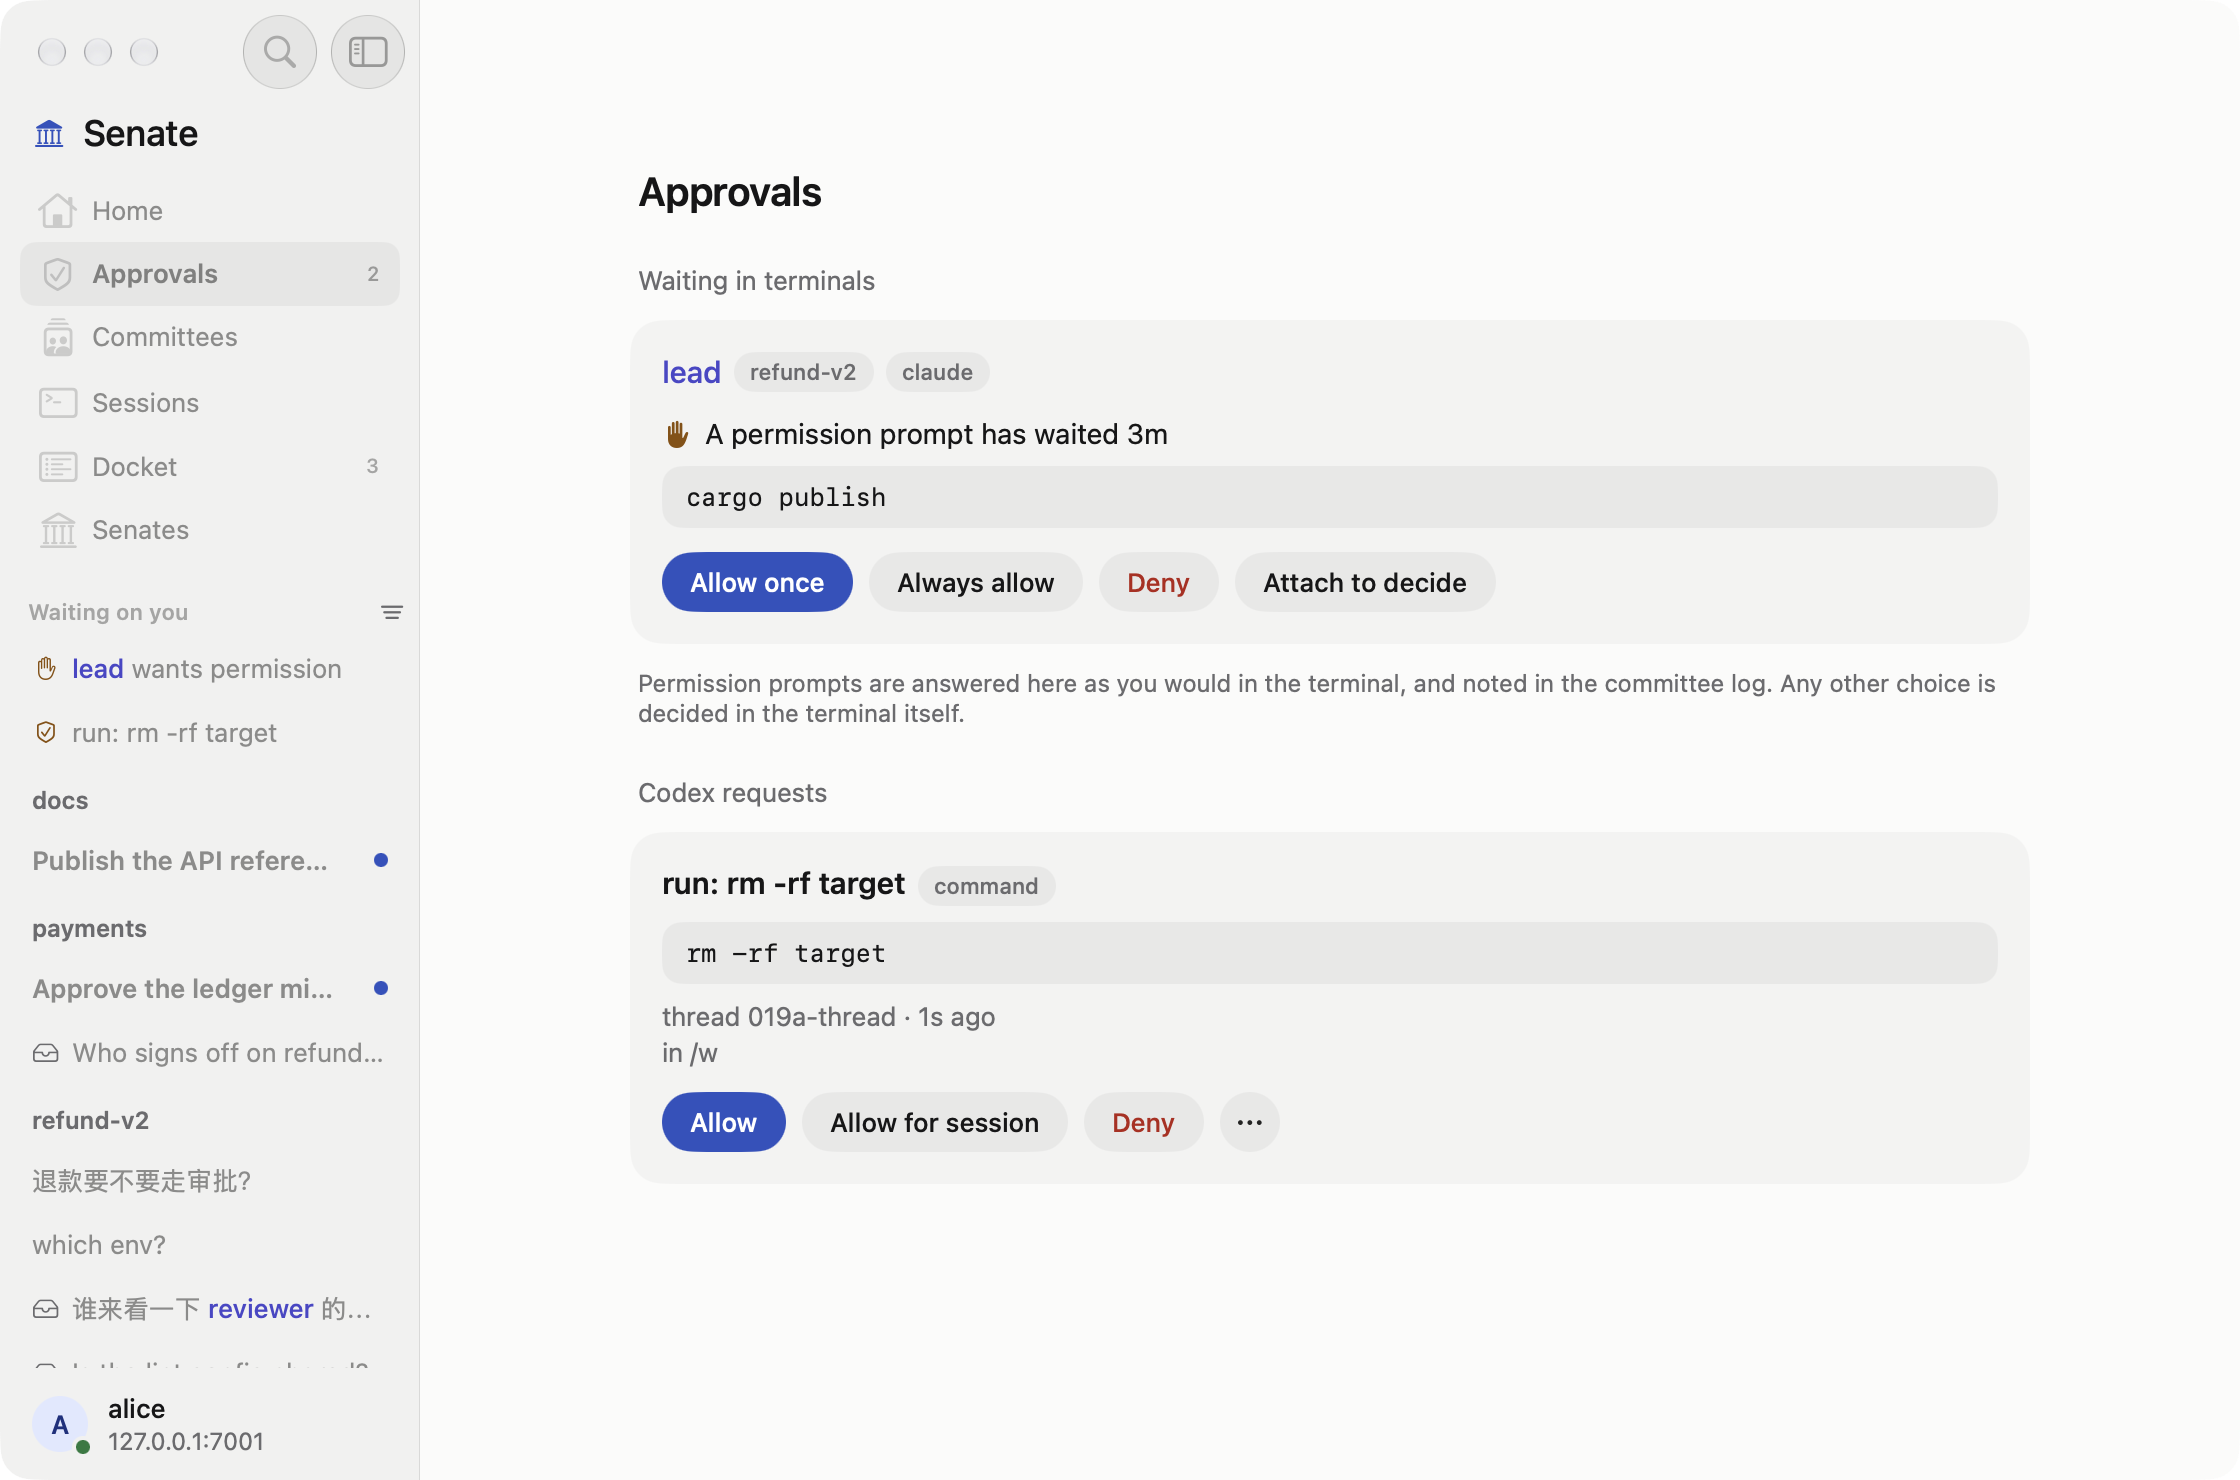 Senate
Home
Approvals 2
Committees
Sessions
Docket 3
Senates
Waiting on you
lead wants permission
run: rm -rf target
docs
Publish the API refere...
payments
Approve the ledger mi...
Who signs off on refund...
refund-v2
退款要不要走审批?
which env?
谁来看一下 reviewer 的...
A
alice
127.0.0.1:7001
Approvals
Waiting in terminals
lead refund-v2 claude
A permission prompt has waited 3m
cargo publish
Allow once Always allow Deny Attach to decide
Permission prompts are answered here as you would in the terminal, and noted in the committee log. Any other choice is
decided in the terminal itself.
Codex requests
run: rm -rf target command
rm -rf target
thread 019a-thread · 1s ago
in /w
Allow Allow for session Deny ...